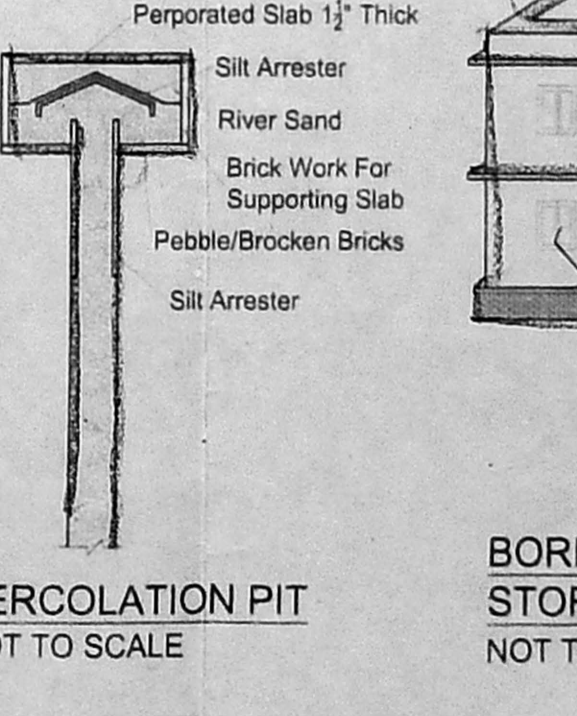 Perporated Slab 1½" Thick
Silt Arrester
River Sand
Brick Work For
Supporting Slab
Pebble/Brocken Bricks
Silt Arrester
ERCOLATION PIT
OT TO SCALE
BOR
STOR
NOT T